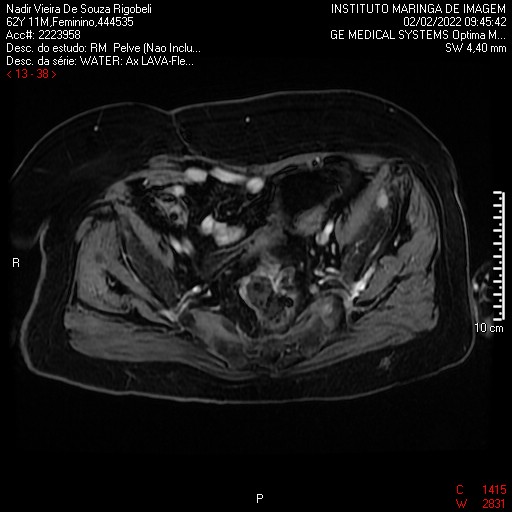 Nadir Vieira De Souza Rigobeli
62Y 11M,Feminino,444535
Acc#: 2223958
Desc. do estudo: RM Pelve (Nao Inclu...
Desc. da série: WATER: Ax LAVA-Fle...
< 13 - 38 >
INSTITUTO MARINGA DE IMAGEM
02/02/2022 09:45:42
GE MEDICAL SYSTEMS Optima M...
SW 4,40 mm
R
10 cm
P
C 1415
W 2831